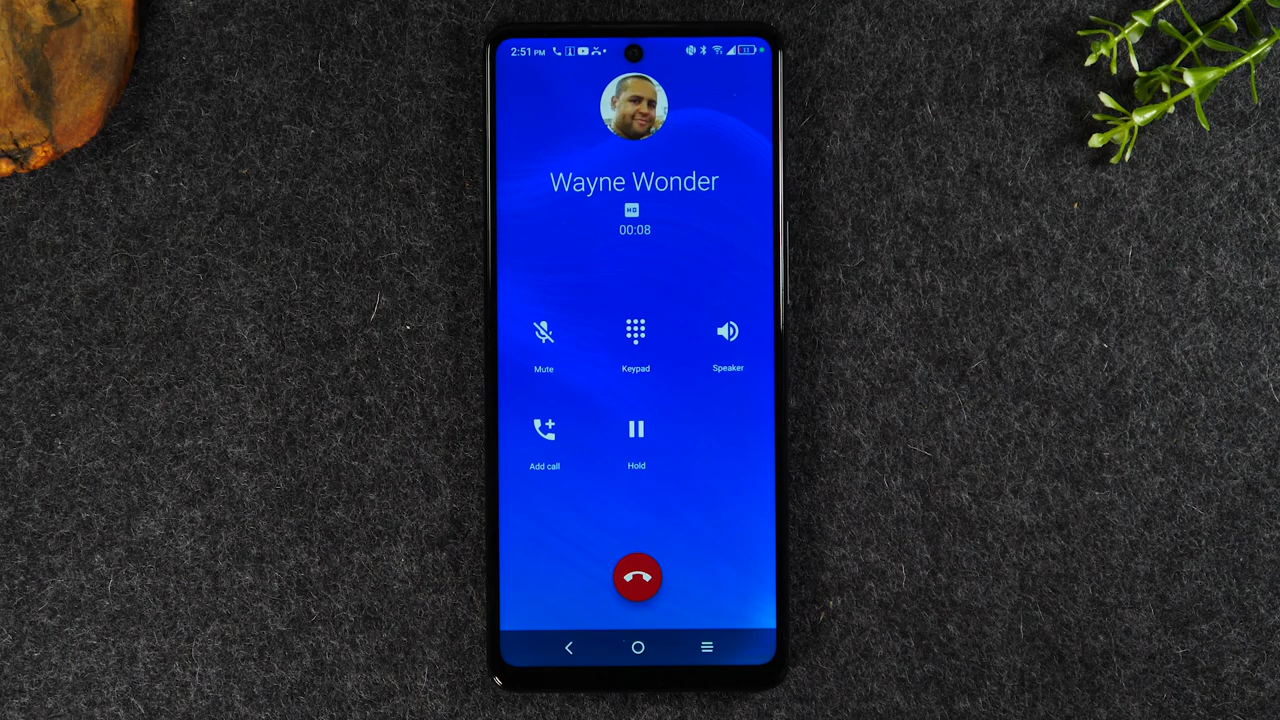 2:51 PM
Wayne Wonder
HD
00:08
Mute
Keypad
Speaker
Add call
Hold